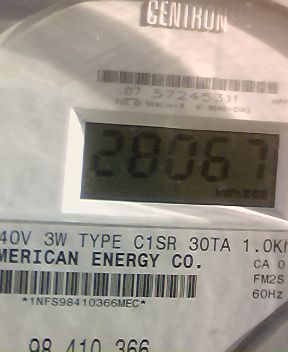 CENTRON
07 57245311
28067
kWh
40V 3W TYPE C1SR 30TA 1.0K
MERICAN ENERGY CO.
CA 0
FM2S
*1NFS98410366MEC*
60Hz
98 410 366